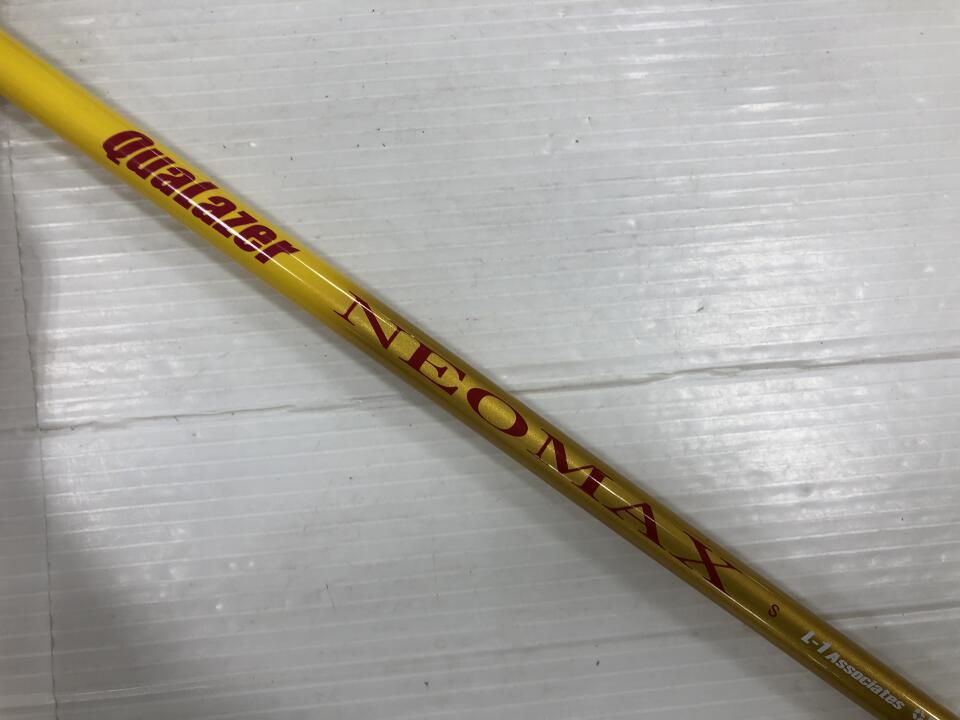 QuaLazer
NEOMAX
S
L-1 Associates